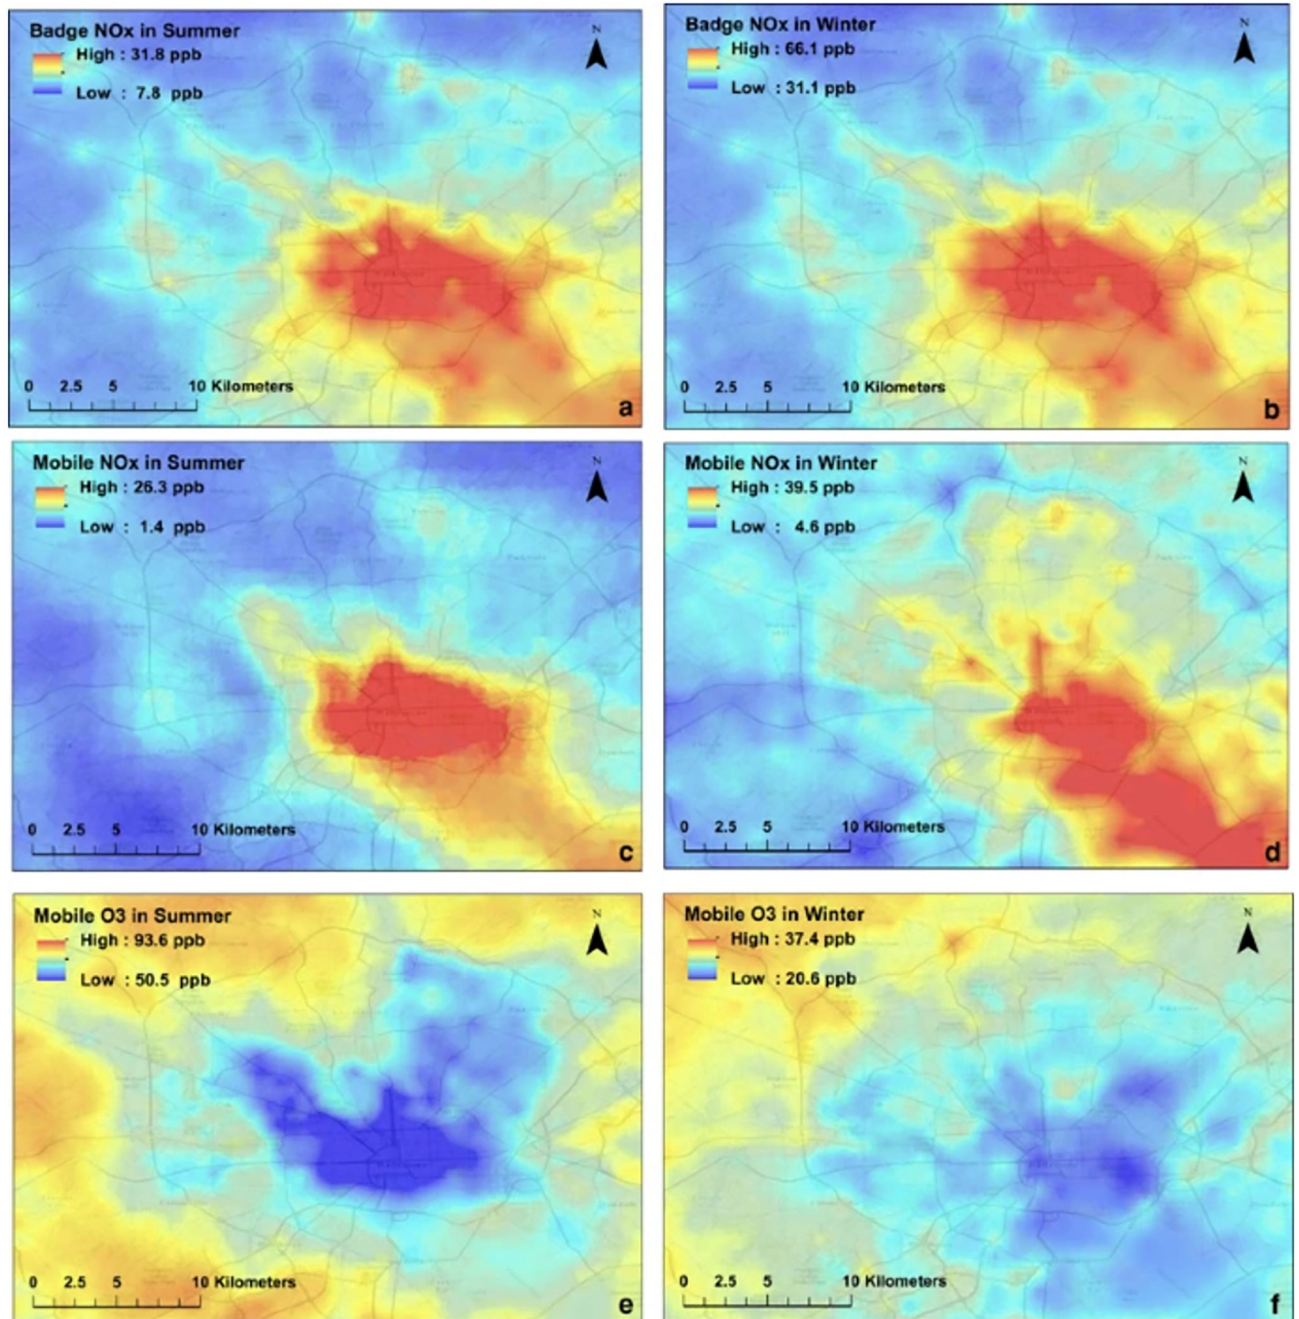 Badge NOx in Summer
High : 31.8 ppb
Low : 7.8 ppb
N
0 2.5 5 10 Kilometers
a
Badge NOx in Winter
High : 66.1 ppb
Low : 31.1 ppb
N
0 2.5 5 10 Kilometers
b
Mobile NOx in Summer
High : 26.3 ppb
Low : 1.4 ppb
N
0 2.5 5 10 Kilometers
c
Mobile NOx in Winter
High : 39.5 ppb
Low : 4.6 ppb
N
0 2.5 5 10 Kilometers
d
Mobile O3 in Summer
High : 93.6 ppb
Low : 50.5 ppb
N
0 2.5 5 10 Kilometers
e
Mobile O3 in Winter
High : 37.4 ppb
Low : 20.6 ppb
N
0 2.5 5 10 Kilometers
f